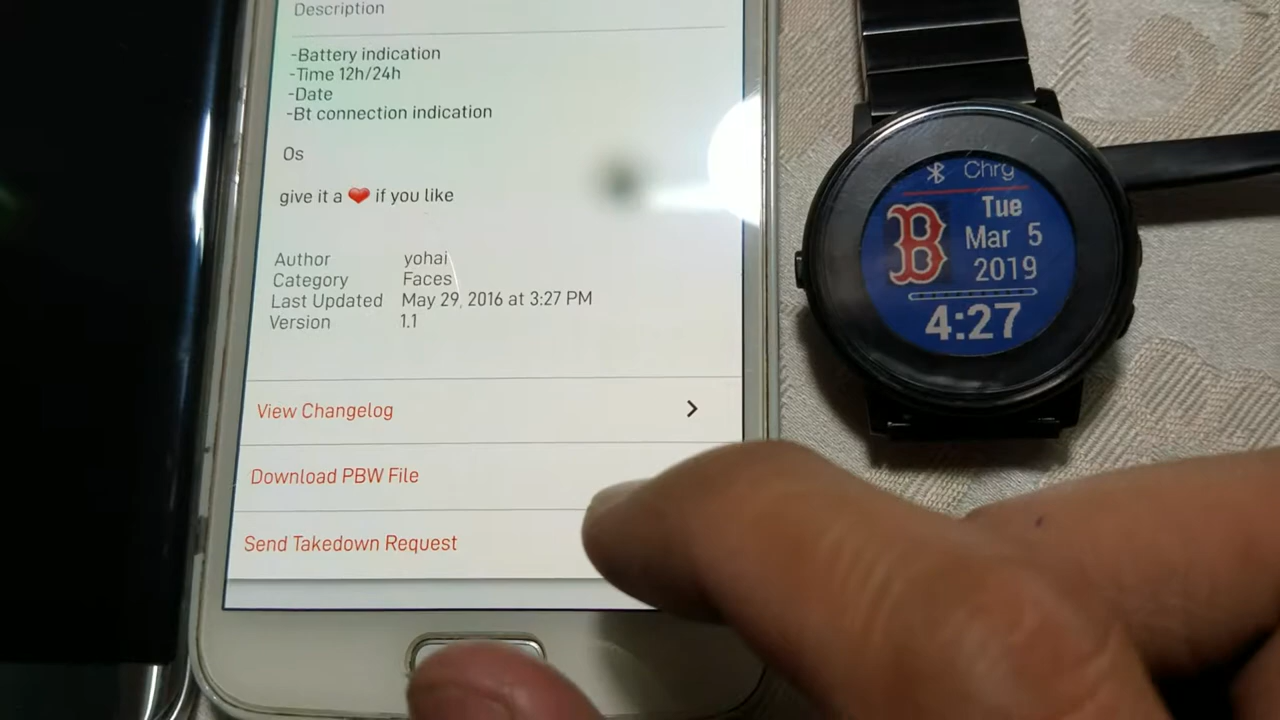 Description
-Battery indication
-Time 12h/24h
-Date
-Bt connection indication
Os
give it a ❤️ if you like
Author yohai
Category Faces
Last Updated May 29, 2016 at 3:27 PM
Version 1.1
View Changelog
Download PBW File
Send Takedown Request
Chrg
B
Tue
Mar 5
2019
4:27